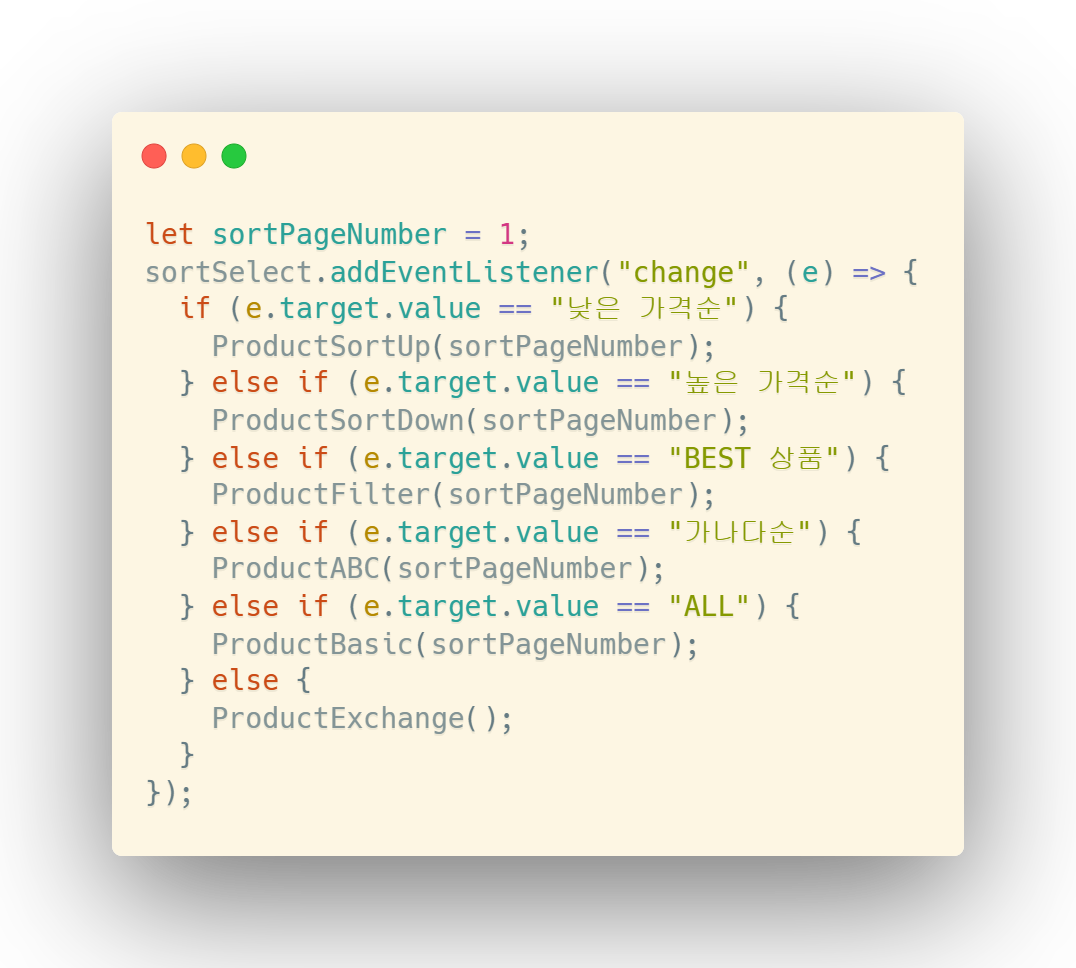 let sortPageNumber = 1;
sortSelect.addEventListener("change", (e) => {
  if (e.target.value == "낮은 가격순") {
    ProductSortUp(sortPageNumber);
  } else if (e.target.value == "높은 가격순") {
    ProductSortDown(sortPageNumber);
  } else if (e.target.value == "BEST 상품") {
    ProductFilter(sortPageNumber);
  } else if (e.target.value == "가나다순") {
    ProductABC(sortPageNumber);
  } else if (e.target.value == "ALL") {
    ProductBasic(sortPageNumber);
  } else {
    ProductExchange();
  }
});